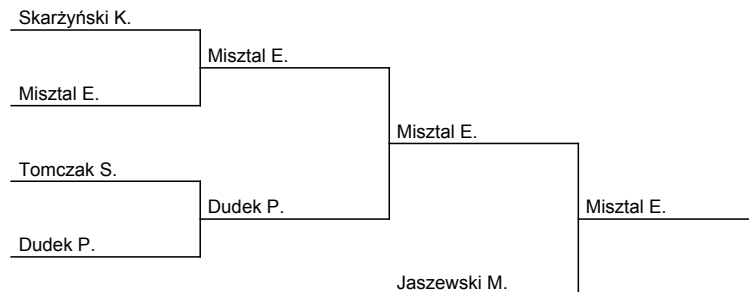 Skarżyński K.
Misztal E.
Misztal E.
Misztal E.
Tomczak S.
Dudek P.
Misztal E.
Dudek P.
Jaszewski M.